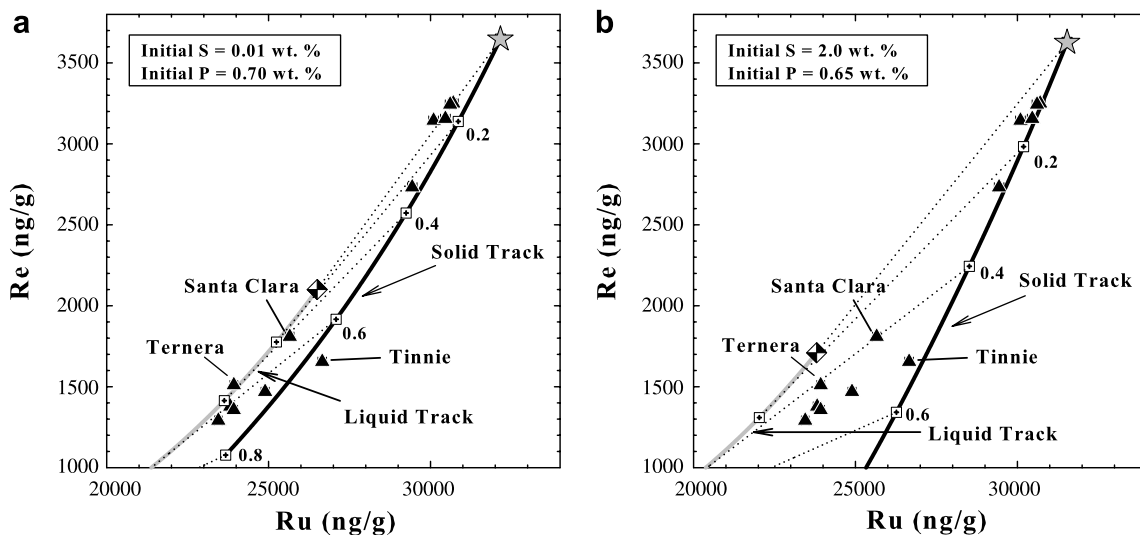 a
Initial S = 0.01 wt. %
Initial P = 0.70 wt. %
Re (ng/g)
3500
3000
2500
2000
1500
1000
0.2
0.4
Solid Track
Santa Clara
0.6
Ternera
Tinnie
Liquid Track
0.8
20000 25000 30000
Ru (ng/g)
b
Initial S = 2.0 wt. %
Initial P = 0.65 wt. %
Re (ng/g)
3500
3000
2500
2000
1500
1000
0.2
0.4
Santa Clara
Solid Track
Ternera
Tinnie
0.6
Liquid Track
20000 25000 30000
Ru (ng/g)